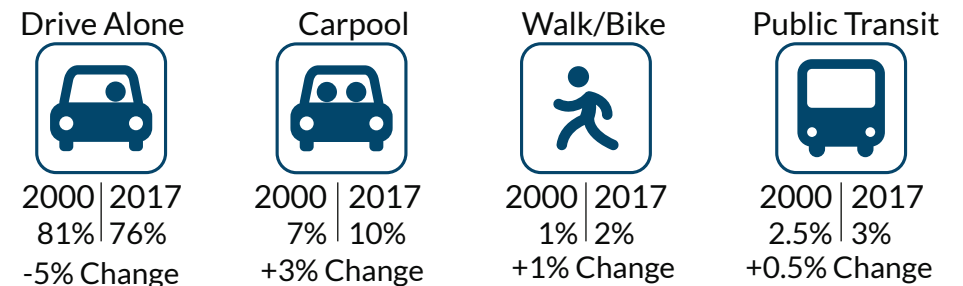 Drive Alone
2000 | 2017
81% | 76%
-5% Change
Carpool
2000 | 2017
7% | 10%
+3% Change
Walk/Bike
2000 | 2017
1% | 2%
+1% Change
Public Transit
2000 | 2017
2.5% | 3%
+0.5% Change